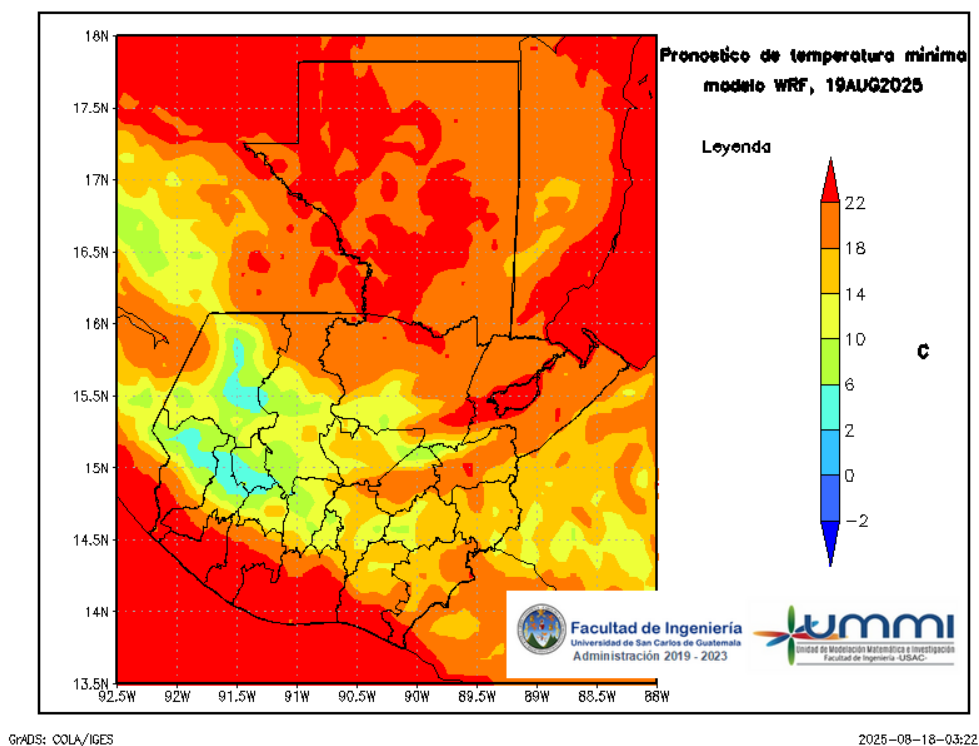 Pronostico de temperatura minima
modelo WRF, 19AUG2025
Leyenda
22
18
14
10
6
2
0
-2
C
18N
17.5N
17N
16.5N
16N
15.5N
15N
14.5N
14N
13.5N
92.5W 92W 91.5W 91W 90.5W 90W 89.5W 89W 88.5W 88W
Facultad de Ingeniería
Universidad de San Carlos de Guatemala
Administración 2019 - 2023
ummi
Unidad de Modelación Matemática e Investigación
Facultad de Ingeniería -USAC-
GrADS: COLA/IGES
2025-08-18-03:22